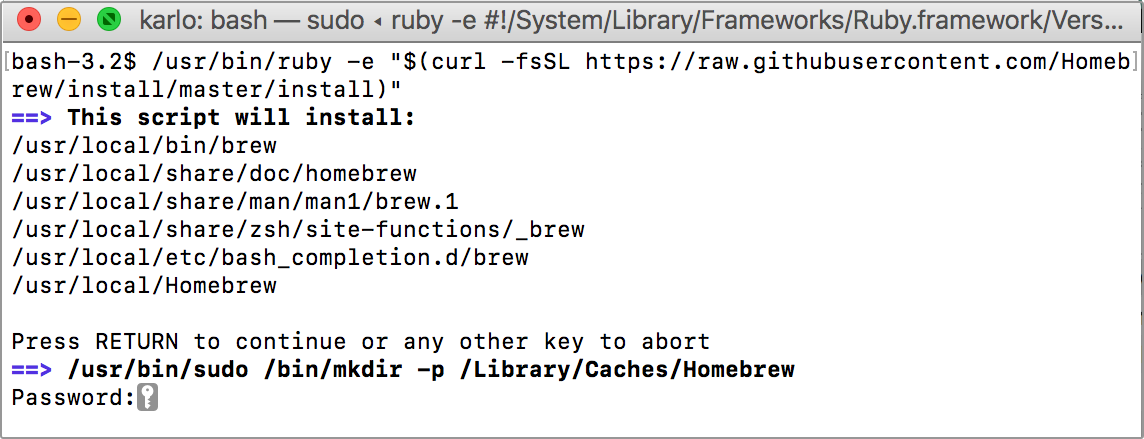 karlo: bash — sudo ◂ ruby -e #!/System/Library/Frameworks/Ruby.framework/Vers...
bash-3.2$ /usr/bin/ruby -e "$(curl -fsSL https://raw.githubusercontent.com/Homeb
rew/install/master/install)"
==> This script will install:
/usr/local/bin/brew
/usr/local/share/doc/homebrew
/usr/local/share/man/man1/brew.1
/usr/local/share/zsh/site-functions/_brew
/usr/local/etc/bash_completion.d/brew
/usr/local/Homebrew
Press RETURN to continue or any other key to abort
==> /usr/bin/sudo /bin/mkdir -p /Library/Caches/Homebrew
Password: